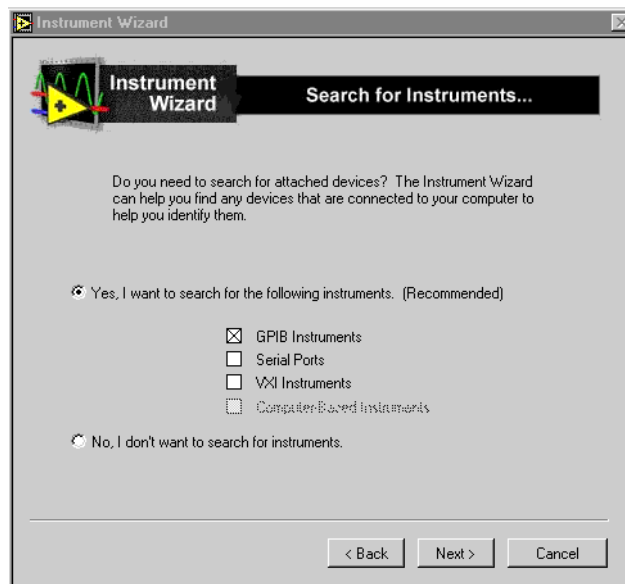 Instrument Wizard
Instrument
Wizard
Search for Instruments...
Do you need to search for attached devices?  The Instrument Wizard
can help you find any devices that are connected to your computer to
help you identify them.
Yes, I want to search for the following instruments.  (Recommended)
GPIB Instruments
Serial Ports
VXI Instruments
Computer-Based Instruments
No, I don't want to search for instruments.
< Back
Next >
Cancel